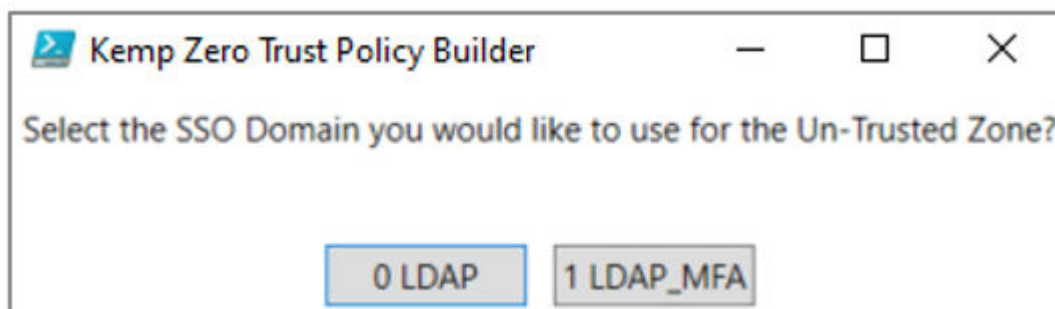 Kemp Zero Trust Policy Builder
Select the SSO Domain you would like to use for the Un-Trusted Zone?
0 LDAP 1 LDAP_MFA